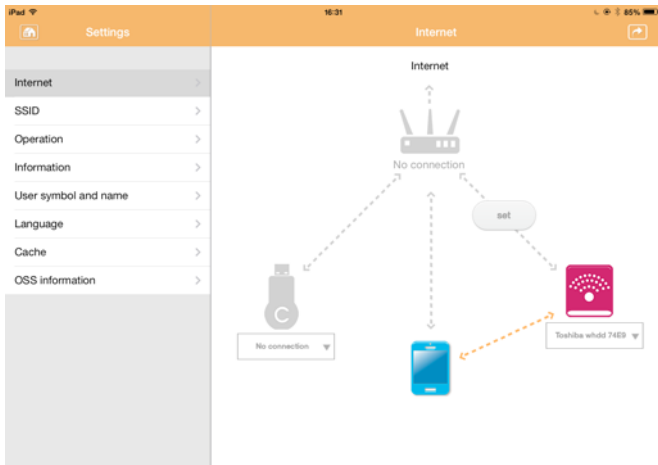 iPad 16:31 85%
Settings
Internet
Internet
SSID
Operation
Information
User symbol and name
Language
Cache
OSS information
Internet
No connection
set
C
No connection
Toshiba whdd 74E9